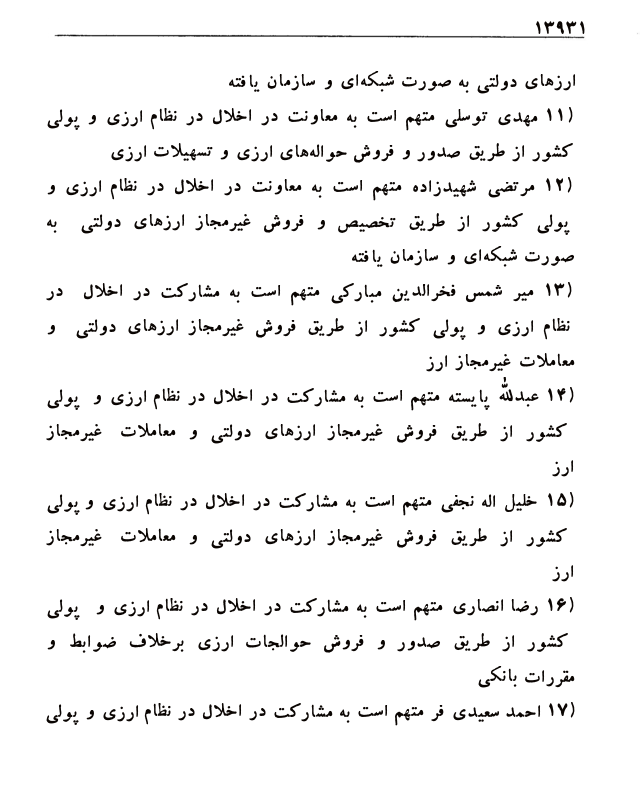 ۱۳۹۳۱
ارزهای دولتی به صورت شبکه‌ای و سازمان یافته
۱۱) مهدی توسلی متهم است به معاونت در اخلال در نظام ارزی و پولی
کشور از طریق صدور و فروش حواله‌های ارزی و تسهیلات ارزی
۱۲) مرتضی شهیدزاده متهم است به معاونت در اخلال در نظام ارزی و
پولی کشور از طریق تخصیص و فروش غیرمجاز ارزهای دولتی به
صورت شبکه‌ای و سازمان یافته
۱۳) میر شمس فخرالدین مبارکی متهم است به مشارکت در اخلال در
نظام ارزی و پولی کشور از طریق فروش غیرمجاز ارزهای دولتی و
معاملات غیرمجاز ارز
۱۴) عبدالله پایسته متهم است به مشارکت در اخلال در نظام ارزی و پولی
کشور از طریق فروش غیرمجاز ارزهای دولتی و معاملات غیرمجاز
ارز
۱۵) خلیل اله نجفی متهم است به مشارکت در اخلال در نظام ارزی و پولی
کشور از طریق فروش غیرمجاز ارزهای دولتی و معاملات غیرمجاز
ارز
۱۶) رضا انصاری متهم است به مشارکت در اخلال در نظام ارزی و پولی
کشور از طریق صدور و فروش حوالجات ارزی برخلاف ضوابط و
مقررات بانکی
۱۷) احمد سعیدی فر متهم است به مشارکت در اخلال در نظام ارزی و پولی